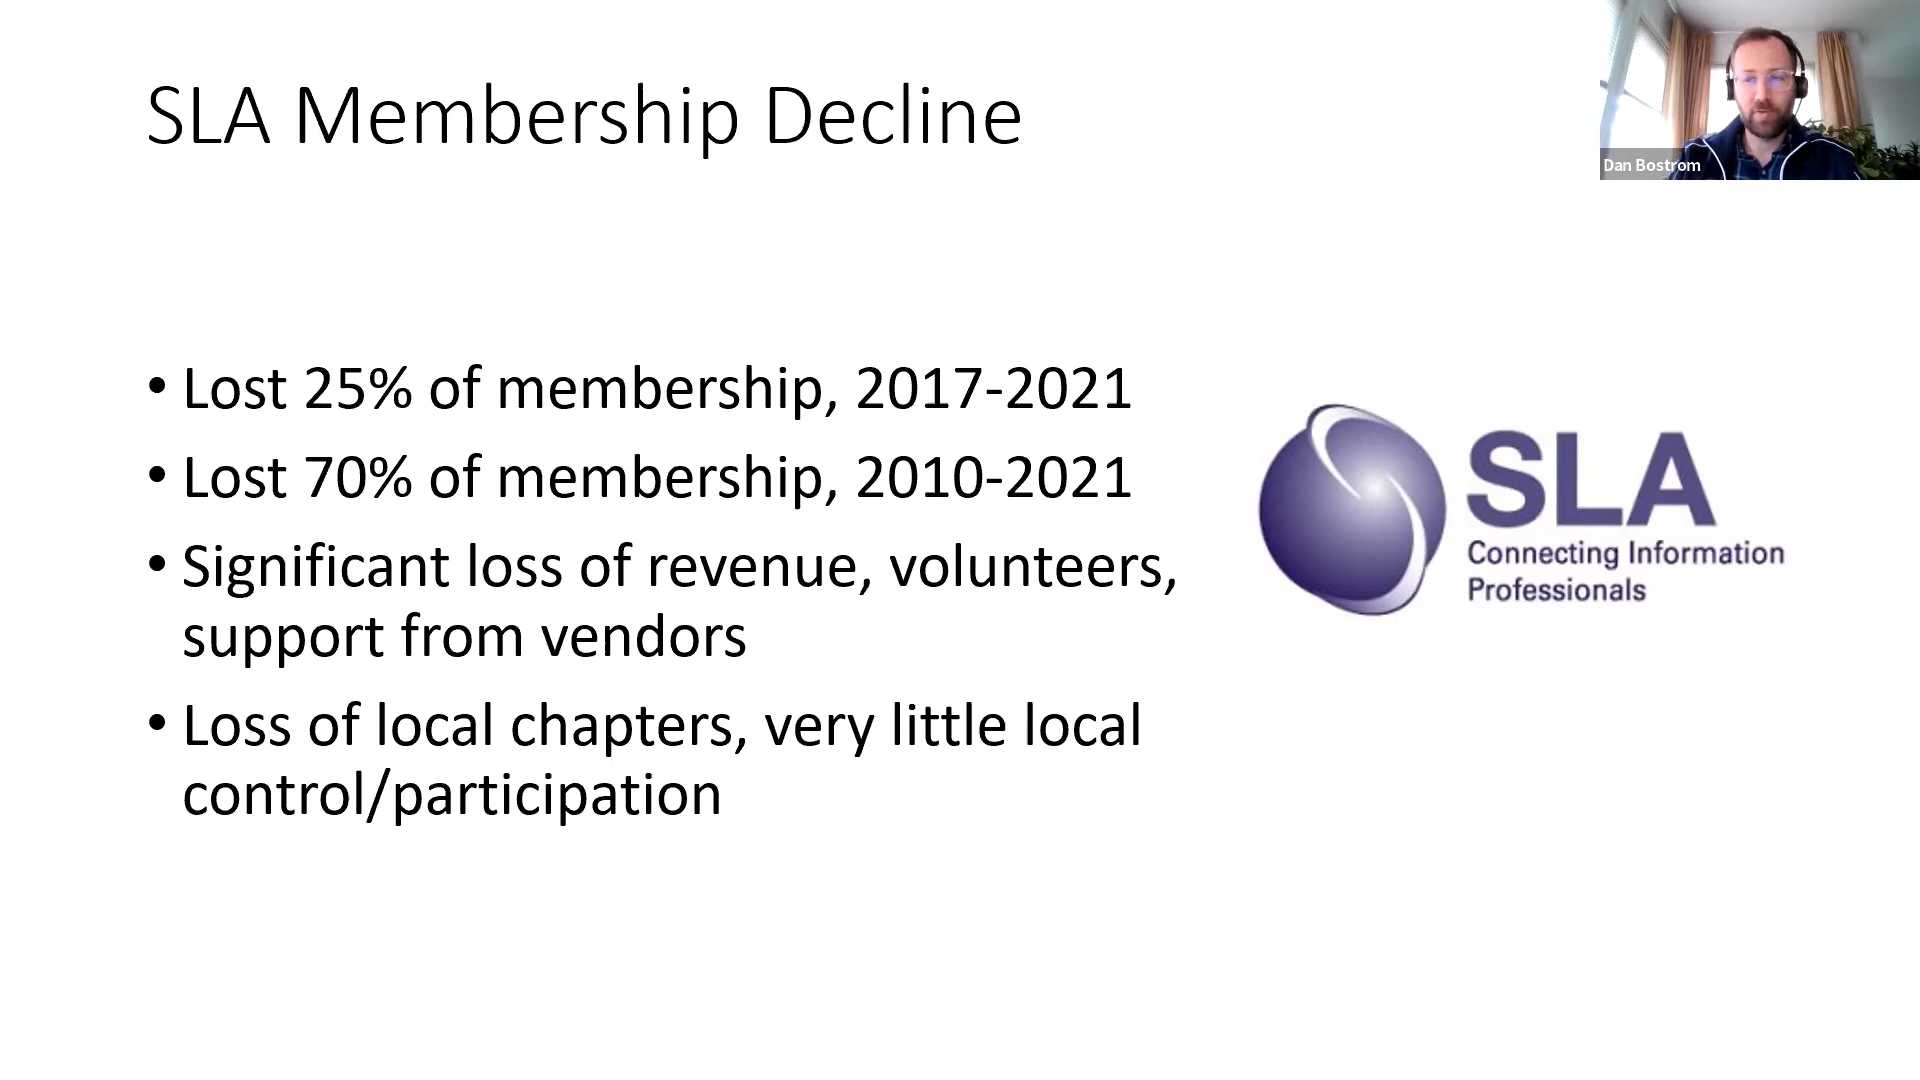 SLA Membership Decline
Dan Bostrom
• Lost 25% of membership, 2017-2021
• Lost 70% of membership, 2010-2021
• Significant loss of revenue, volunteers,
support from vendors
• Loss of local chapters, very little local
control/participation
SLA
Connecting Information
Professionals